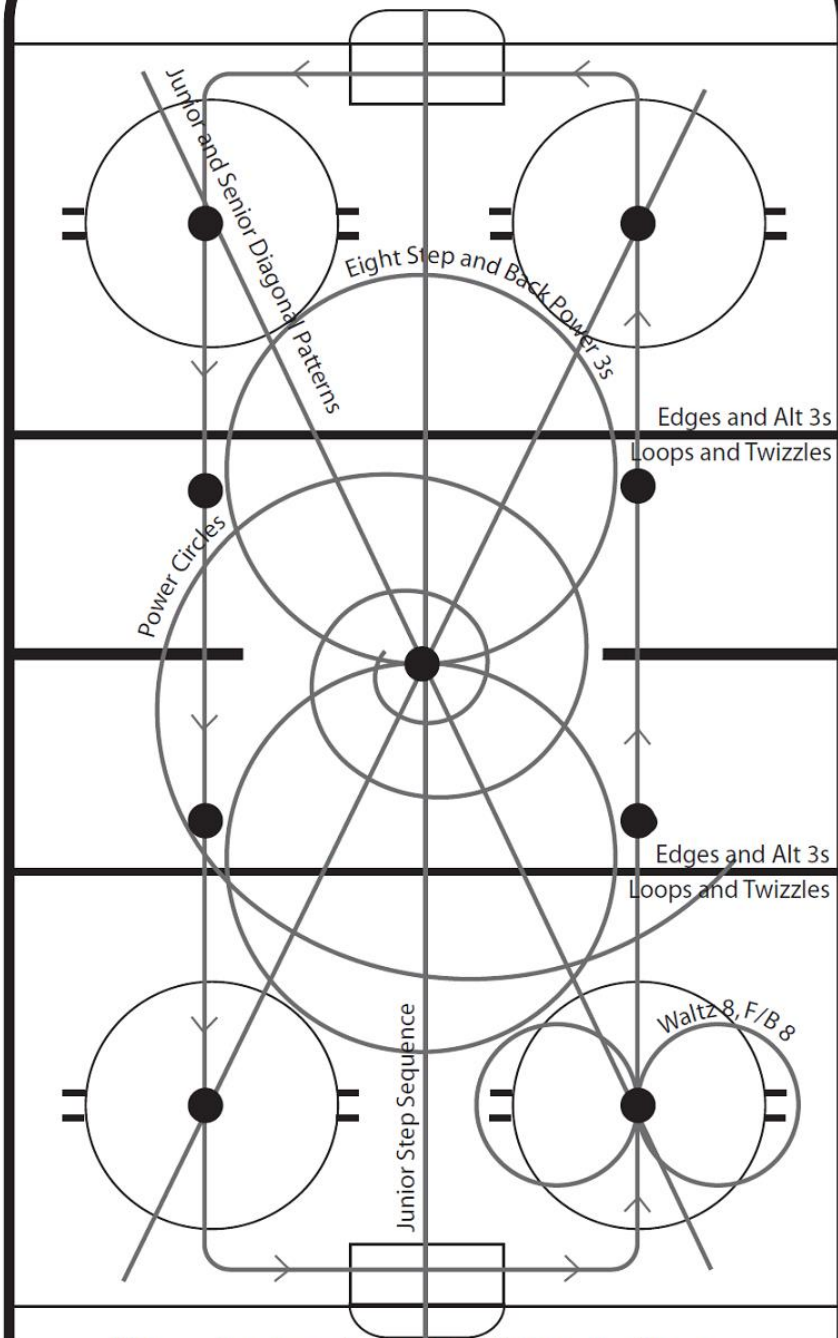 Junior and Senior Diagonal Patterns
Eight Step and Back Power 3s
Edges and Alt 3s
Loops and Twizzles
Power Circles
Edges and Alt 3s
Loops and Twizzles
Waltz 8, F/B 8
Junior Step Sequence